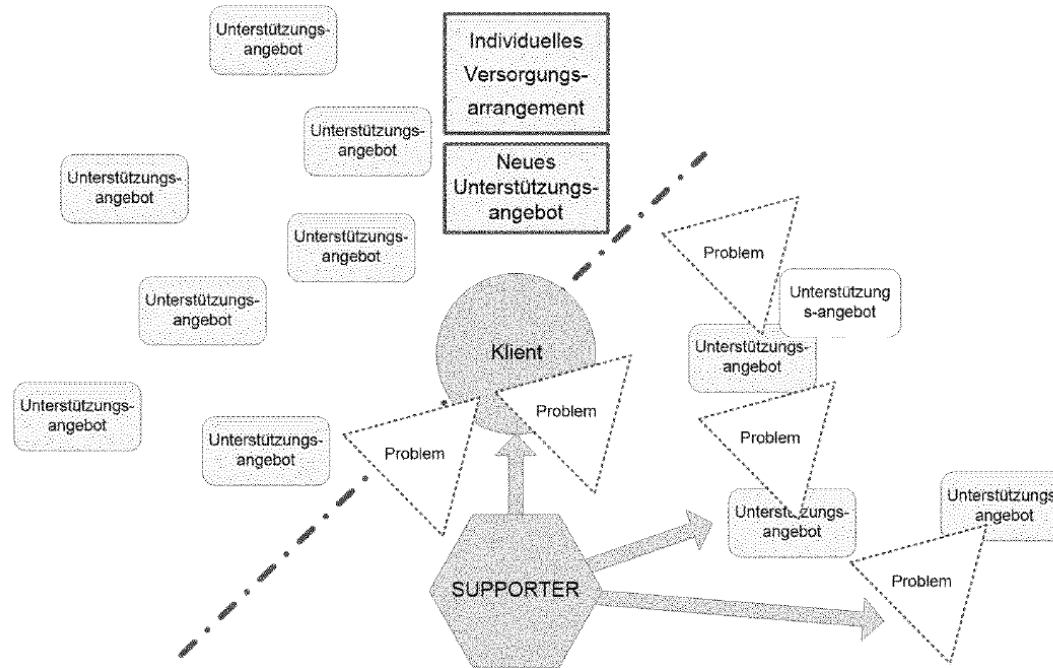 Unterstützungs-
angebot
Individuelles
Versorgungs-
arrangement
Unterstützungs-
angebot
Neues
Unterstützungs-
angebot
Unterstützungs-
angebot
Unterstützungs-
angebot
Problem
Unterstützungs-
angebot
Unterstützung
s-angebot
Klient
Unterstützungs-
angebot
Unterstützungs-
angebot
Problem
Unterstützungs-
angebot
Problem
Problem
Unterstützungs-
angebot
Unterstützungs
angebot
SUPPORTER
Problem